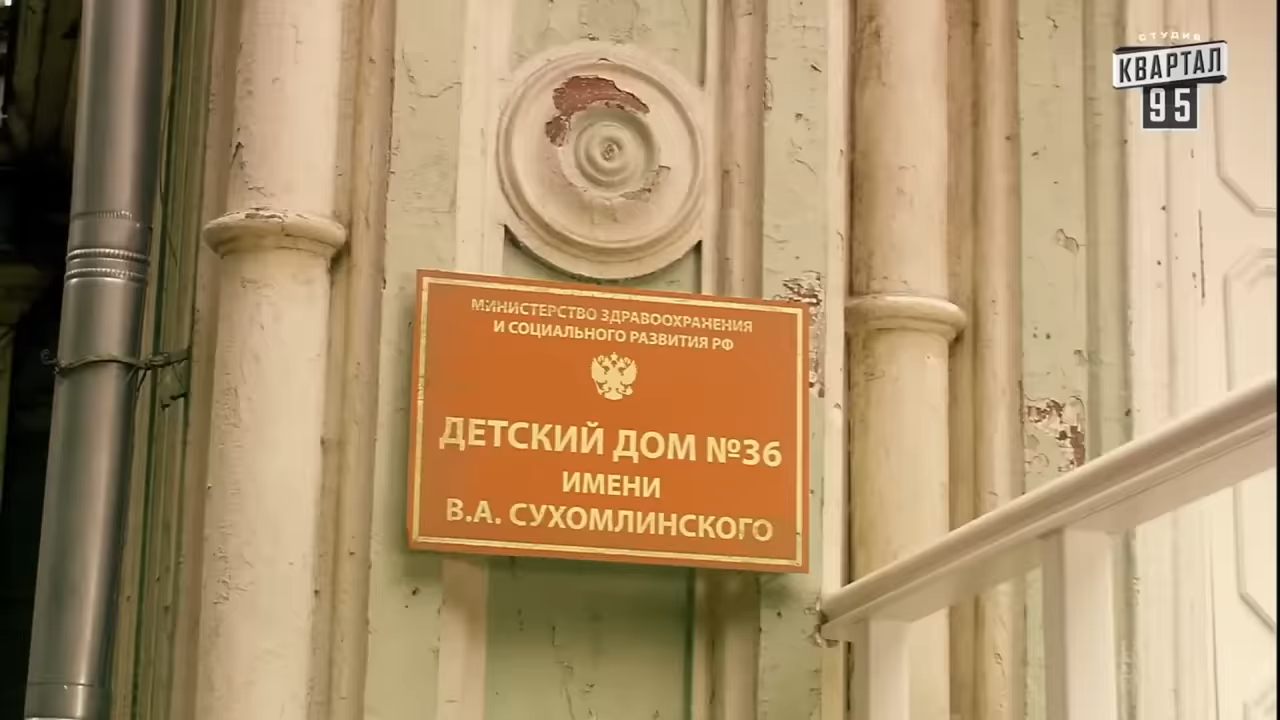 СТУДИЯ
КВАРТАЛ
95
МИНИСТЕРСТВО ЗДРАВООХРАНЕНИЯ
И СОЦИАЛЬНОГО РАЗВИТИЯ РФ
ДЕТСКИЙ ДОМ №36
ИМЕНИ
В.А. СУХОМЛИНСКОГО